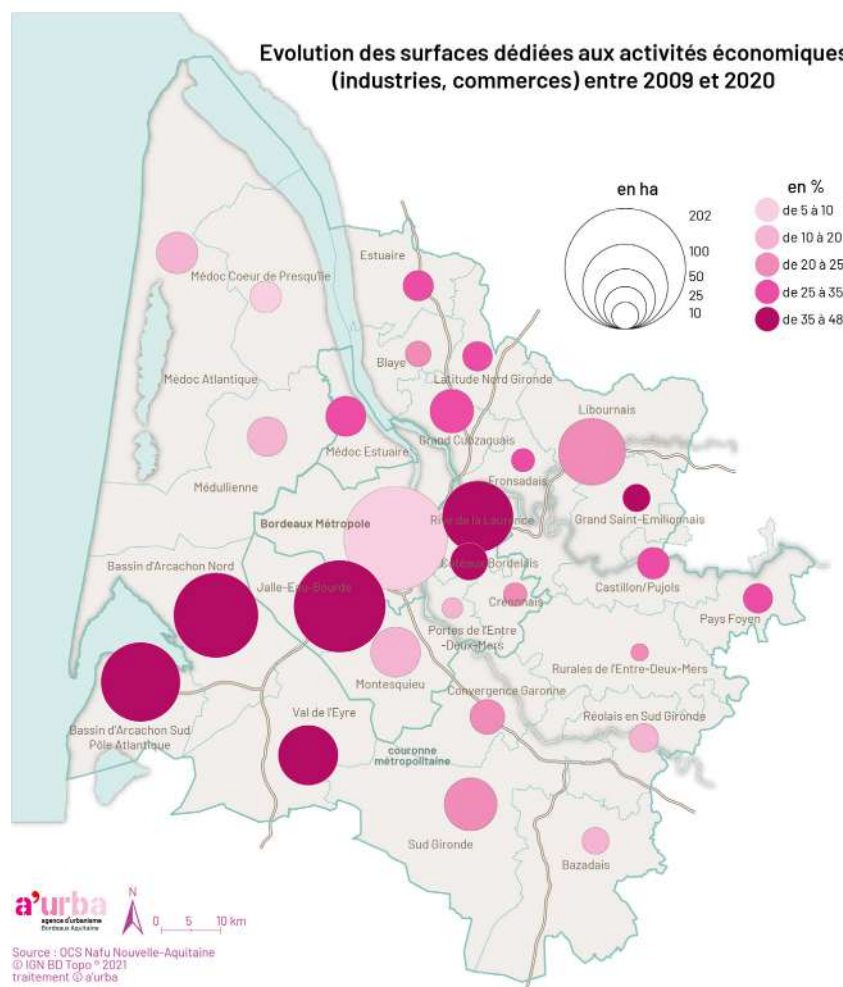 Evolution des surfaces dédiées aux activités économiques
(industries, commerces) entre 2009 et 2020
en ha
202
100
50
25
10
en %
de 5 à 10
de 10 à 20
de 20 à 25
de 25 à 35
de 35 à 48
Estuaire
Médoc Coeur de Presqu'île
Blaye
Latitude Nord Gironde
Médoc Atlantique
Libournais
Grand Cubzaguais
Médoc Estuaire
Fronsadais
Médullienne
Bordeaux Métropole
Rive de la Laurence
Grand Saint-Emilionnais
Coteaux Bordelais
Bassin d'Arcachon Nord
Jalle-Eau-Bourde
Castillon/Pujols
Créonnais
Pays Foyen
Portes de l'Entre
-Deux-Mers
Rurales de l'Entre-Deux-Mers
Montesquieu
Convergence Garonne
Val de l'Eyre
Réolais en Sud Gironde
Bassin d'Arcachon Sud
Pôle Atlantique
couronne
métropolitaine
Sud Gironde
Bazadais
a'urba
agence d'urbanisme
Bordeaux Aquitaine
N
0 5 10 km
Source : OCS Nafu Nouvelle-Aquitaine
© IGN BD Topo ® 2021
traitement © a'urba